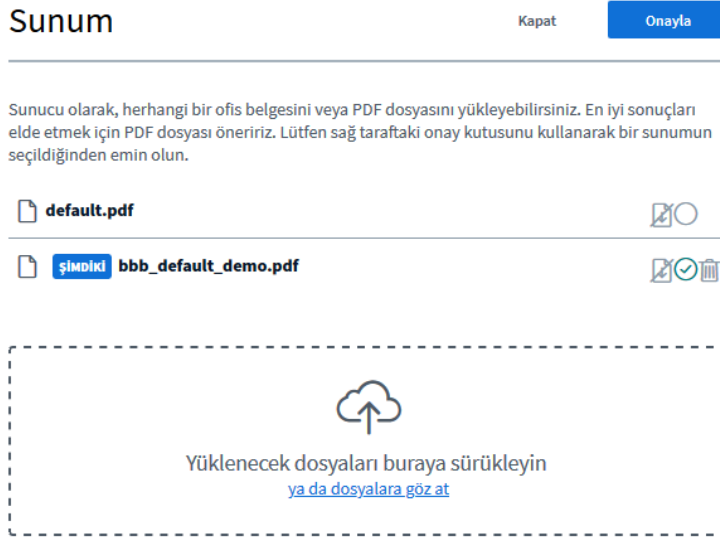 Sunum
Kapat
Onayla
Sunucu olarak, herhangi bir ofis belgesini veya PDF dosyasını yükleyebilirsiniz. En iyi sonuçları
elde etmek için PDF dosyası öneririz. Lütfen sağ taraftaki onay kutusunu kullanarak bir sunumun
seçildiğinden emin olun.
default.pdf
ŞİMDİKİ bbb_default_demo.pdf
Yüklenecek dosyaları buraya sürükleyin
ya da dosyalara göz at